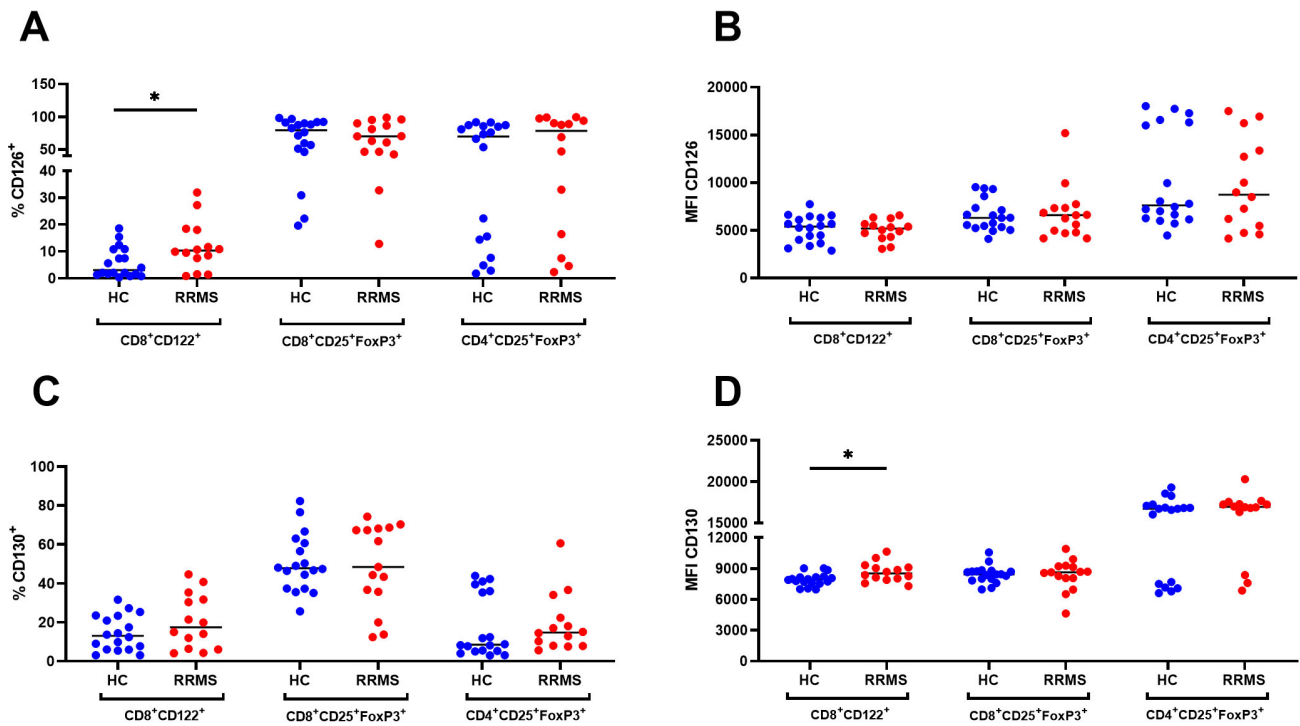 A
B
150
100
50
40
30
20
10
0
% CD126⁺
*
HC
RRMS
HC
RRMS
HC
RRMS
CD8⁺CD122⁺
CD8⁺CD25⁺FoxP3⁺
CD4⁺CD25⁺FoxP3⁺
20000
15000
10000
5000
0
MFI CD126
HC
RRMS
HC
RRMS
HC
RRMS
CD8⁺CD122⁺
CD8⁺CD25⁺FoxP3⁺
CD4⁺CD25⁺FoxP3⁺
C
D
100
80
60
40
20
0
% CD130⁺
HC
RRMS
HC
RRMS
HC
RRMS
CD8⁺CD122⁺
CD8⁺CD25⁺FoxP3⁺
CD4⁺CD25⁺FoxP3⁺
25000
20000
15000
12000
9000
6000
3000
0
MFI CD130
*
HC
RRMS
HC
RRMS
HC
RRMS
CD8⁺CD122⁺
CD8⁺CD25⁺FoxP3⁺
CD4⁺CD25⁺FoxP3⁺